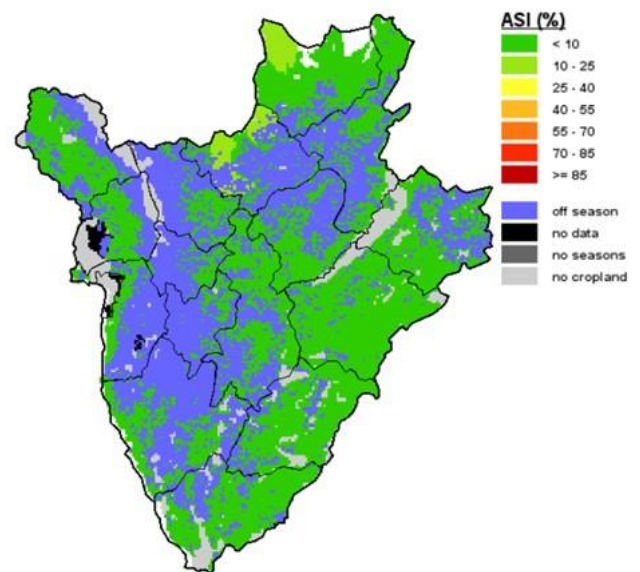 ASI (%)
< 10
10 - 25
25 - 40
40 - 55
55 - 70
70 - 85
>= 85
off season
no data
no seasons
no cropland